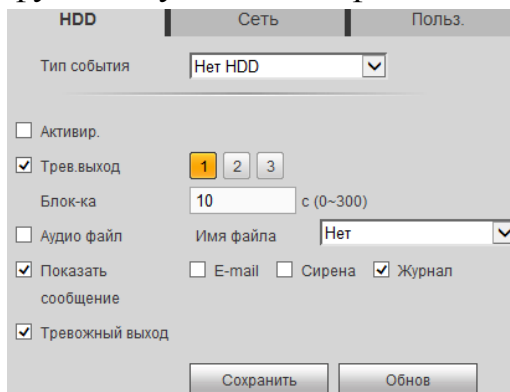 HDD Сеть Польз.
Тип события Нет HDD
Активир.
Трев.выход 1 2 3
Блок-ка 10 с (0~300)
Аудио файл Имя файла Нет
Показать сообщение E-mail Сирена Журнал
Тревожный выход
Сохранить Обнов